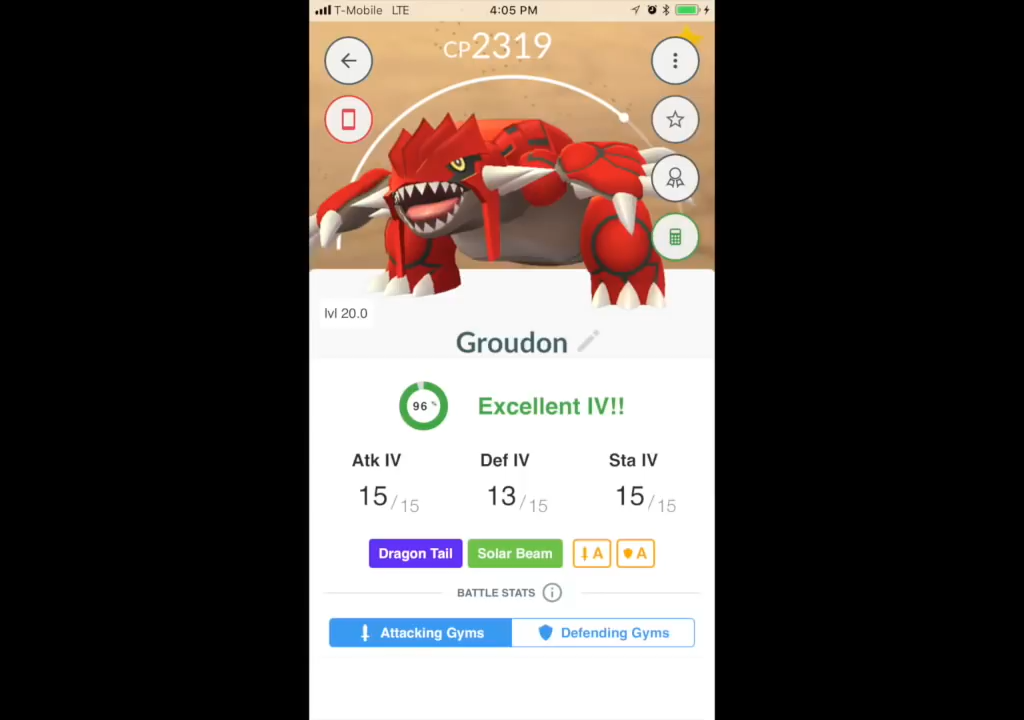 T-Mobile LTE 4:05 PM
CP2319
lvl 20.0
Groudon
96 % Excellent IV!!
Atk IV Def IV Sta IV
15/15 13/15 15/15
Dragon Tail Solar Beam A A
BATTLE STATS i
Attacking Gyms Defending Gyms